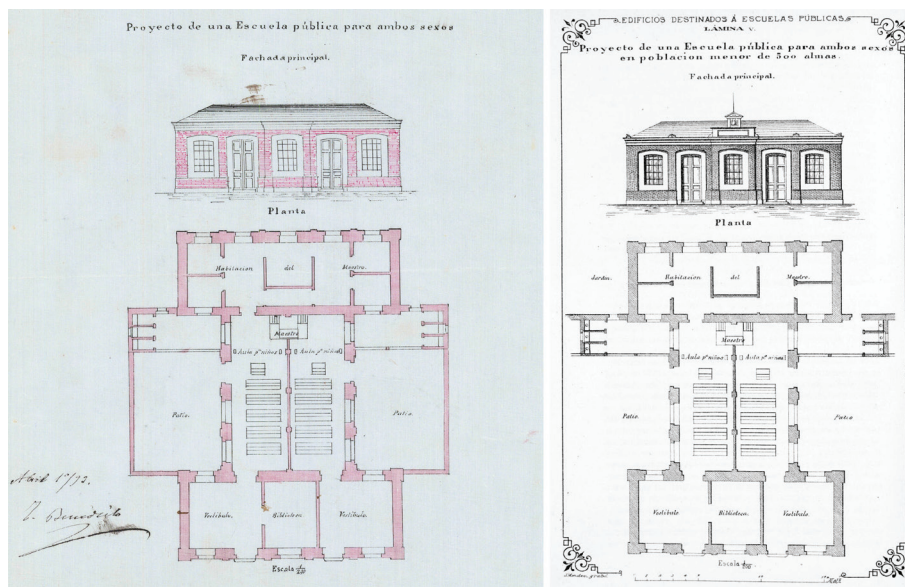 Proyecto de una Escuela pública para ambos sexos
Fachada principal.
Planta
Habitacion del Maestro.
Maestro
Aula pª niños Aula pª niñas
Patio. Patio.
Vestibulo. Biblioteca Vestibulo.
Abril
Escala
EDIFICIOS DESTINADOS Á ESCUELAS PÚBLICAS.
LÁMINA V.
Proyecto de una Escuela pública para ambos sexos
en poblacion menor de 500 almas.
Fachada principal.
Planta
Jardin. Habitacion del Maestro.
Maestro
Aula pª niños Aula pª niñas
Patio. Patio
Vestibulo Biblioteca. Vestibulo.
Escala